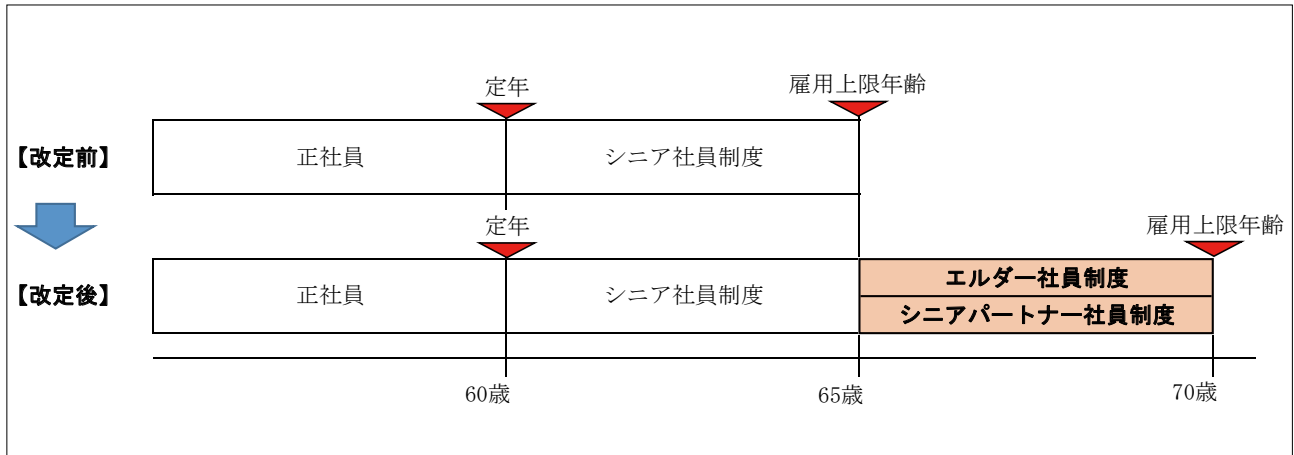 定年
雇用上限年齢
【改定前】
正社員
シニア社員制度
定年
雇用上限年齢
【改定後】
正社員
シニア社員制度
エルダー社員制度
シニアパートナー社員制度
60歳
65歳
70歳